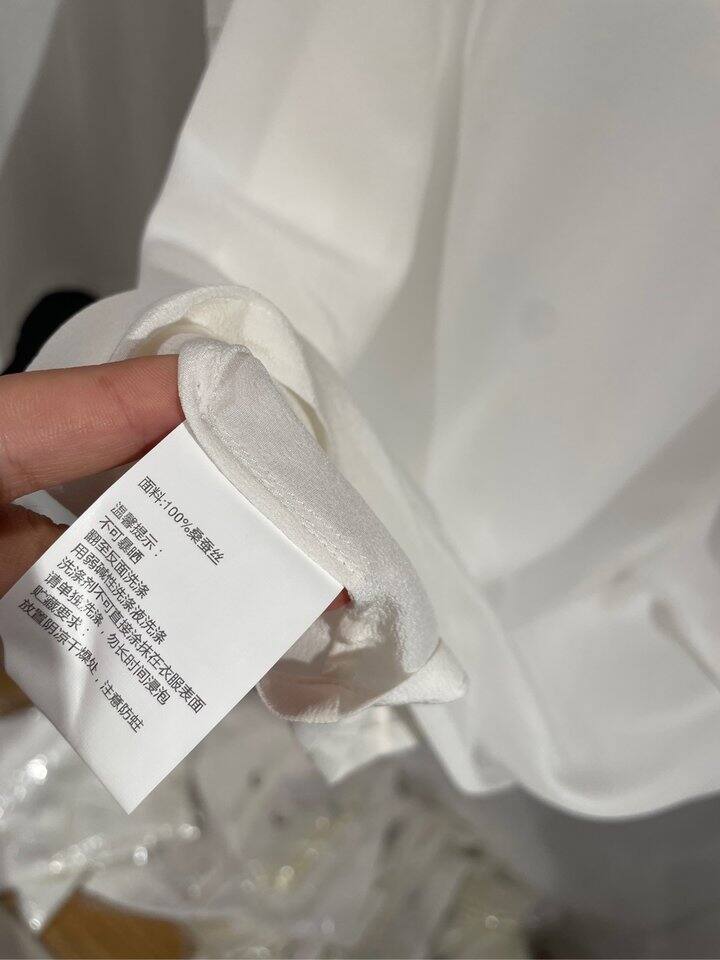 面料:100%桑蚕丝
温馨提示：
不可暴晒
翻至反面洗涤
用弱碱性洗涤液洗涤
洗涤剂不可直接涂抹在衣服表面
请单独洗涤，勿长时间浸泡
贮藏要求：
放置阴凉干燥处，注意防蛀